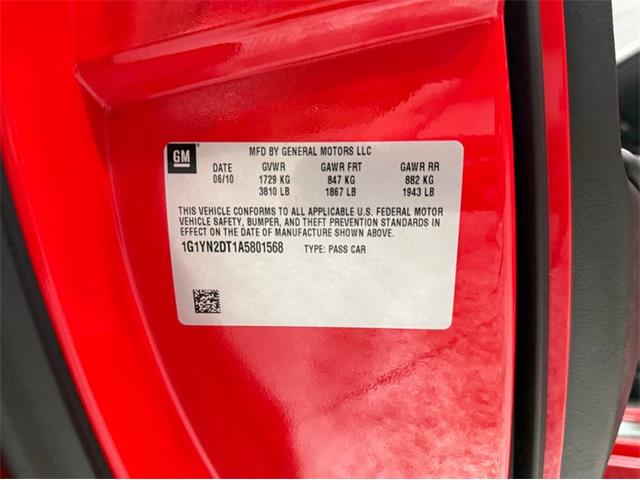 GM
MFD BY GENERAL MOTORS LLC
DATE GVWR GAWR FRT GAWR RR
06/10 1729 KG 847 KG 882 KG
3810 LB 1867 LB 1943 LB
THIS VEHICLE CONFORMS TO ALL APPLICABLE U.S. FEDERAL MOTOR
VEHICLE SAFETY, BUMPER, AND THEFT PREVENTION STANDARDS IN
EFFECT ON THE DATE OF MANUFACTURE SHOWN ABOVE.
1G1YN2DT1A5801568 TYPE: PASS CAR